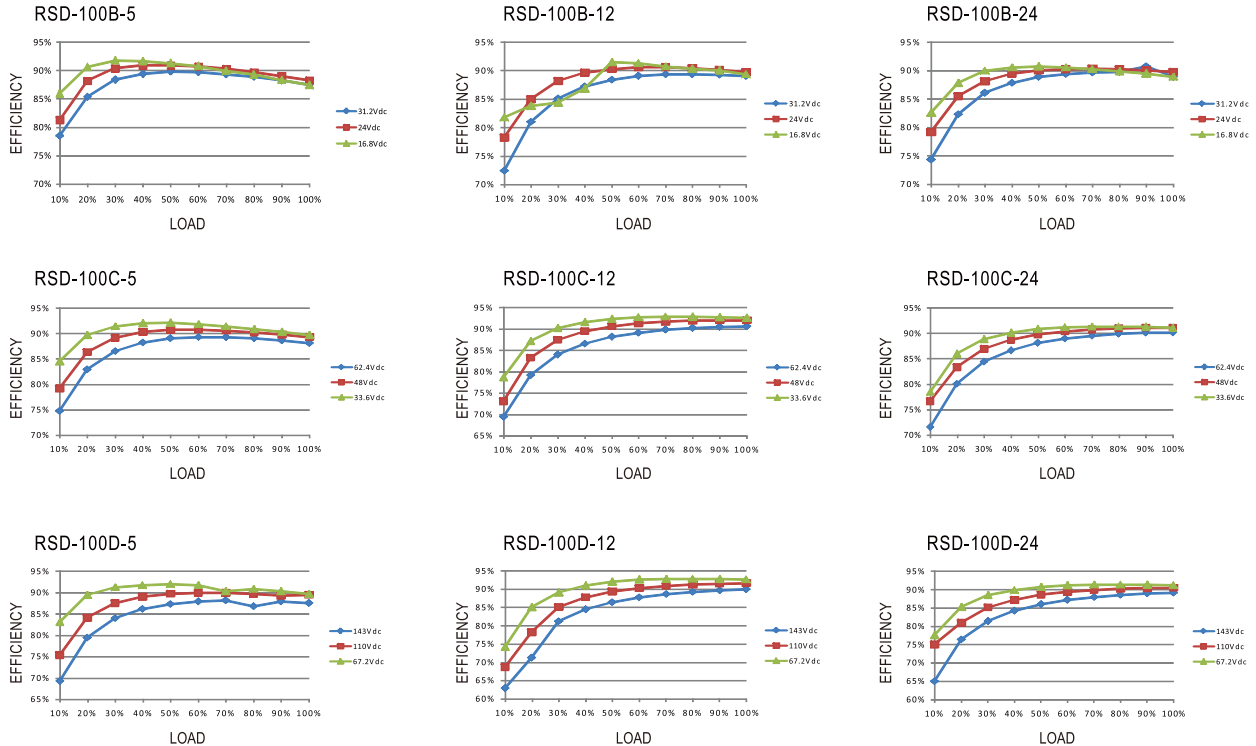 RSD-100B-5
EFFICIENCY
95%
90%
85%
80%
75%
70%
10% 20% 30% 40% 50% 60% 70% 80% 90% 100%
LOAD
31.2Vdc
24Vdc
16.8Vdc
RSD-100B-12
EFFICIENCY
95%
90%
85%
80%
75%
70%
10% 20% 30% 40% 50% 60% 70% 80% 90% 100%
LOAD
31.2Vdc
24Vdc
16.8Vdc
RSD-100B-24
EFFICIENCY
95%
90%
85%
80%
75%
70%
10% 20% 30% 40% 50% 60% 70% 80% 90% 100%
LOAD
31.2Vdc
24Vdc
16.8Vdc
RSD-100C-5
EFFICIENCY
95%
90%
85%
80%
75%
70%
10% 20% 30% 40% 50% 60% 70% 80% 90% 100%
LOAD
62.4Vdc
48Vdc
33.6Vdc
RSD-100C-12
EFFICIENCY
95%
90%
85%
80%
75%
70%
65%
10% 20% 30% 40% 50% 60% 70% 80% 90% 100%
LOAD
62.4Vdc
48Vdc
33.6Vdc
RSD-100C-24
EFFICIENCY
95%
90%
85%
80%
75%
70%
10% 20% 30% 40% 50% 60% 70% 80% 90% 100%
LOAD
62.4Vdc
48Vdc
33.6Vdc
RSD-100D-5
EFFICIENCY
95%
90%
85%
80%
75%
70%
65%
10% 20% 30% 40% 50% 60% 70% 80% 90% 100%
LOAD
143Vdc
110Vdc
67.2Vdc
RSD-100D-12
EFFICIENCY
95%
90%
85%
80%
75%
70%
65%
60%
10% 20% 30% 40% 50% 60% 70% 80% 90% 100%
LOAD
143Vdc
110Vdc
67.2Vdc
RSD-100D-24
EFFICIENCY
95%
90%
85%
80%
75%
70%
65%
60%
10% 20% 30% 40% 50% 60% 70% 80% 90% 100%
LOAD
143Vdc
110Vdc
67.2Vdc